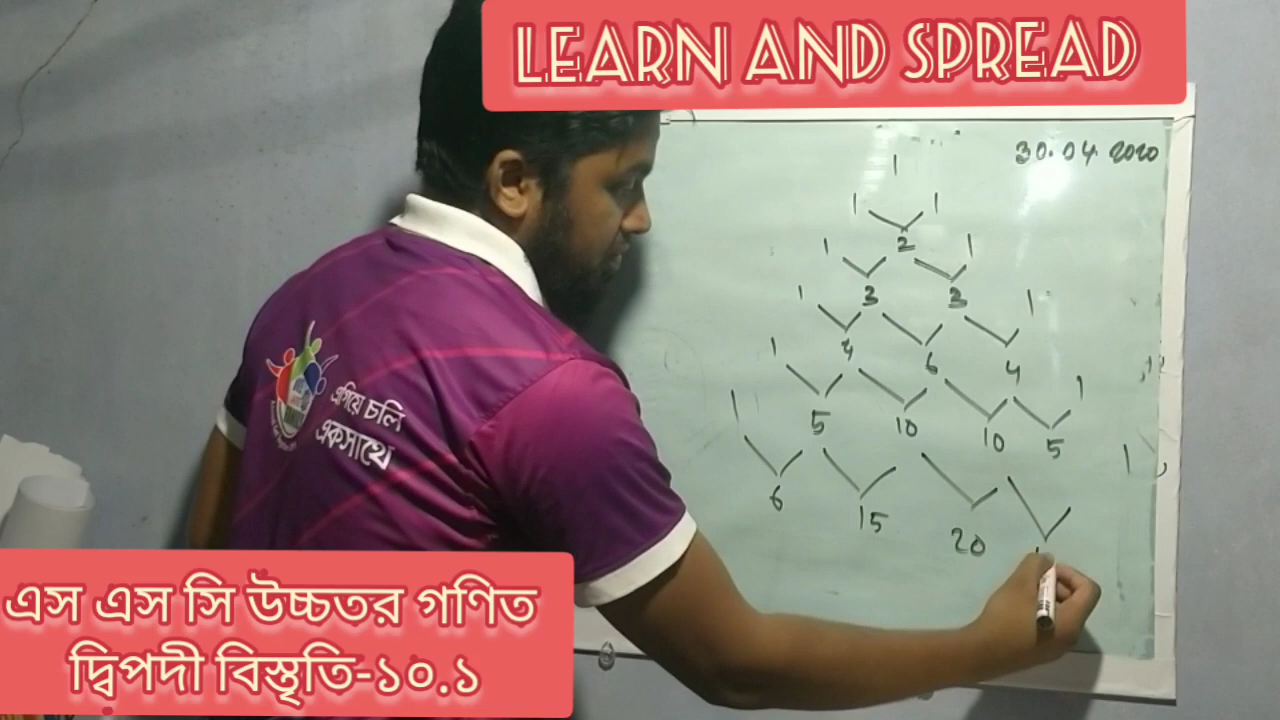 LEARN AND SPREAD
30.04.2020
1
1 1
1 2 1
1 3 3 1
1 4 6 4
1 5 10 10 5 1
1
6 15 20
এগিয়ে চলি
একসাথে
এস এস সি উচ্চতর গণিত
দ্বিপদী বিস্তৃতি-১০.১